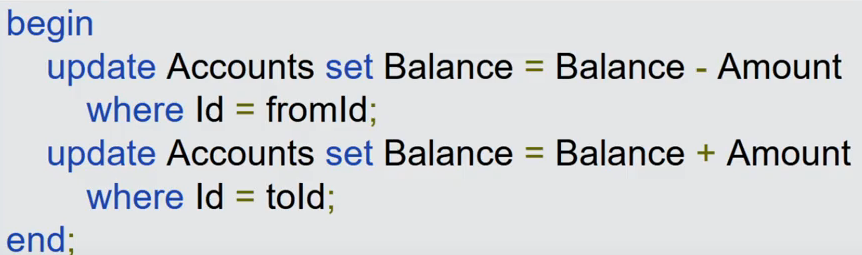 begin
update Accounts set Balance = Balance - Amount
where Id = fromId;
update Accounts set Balance = Balance + Amount
where Id = toId;
end;